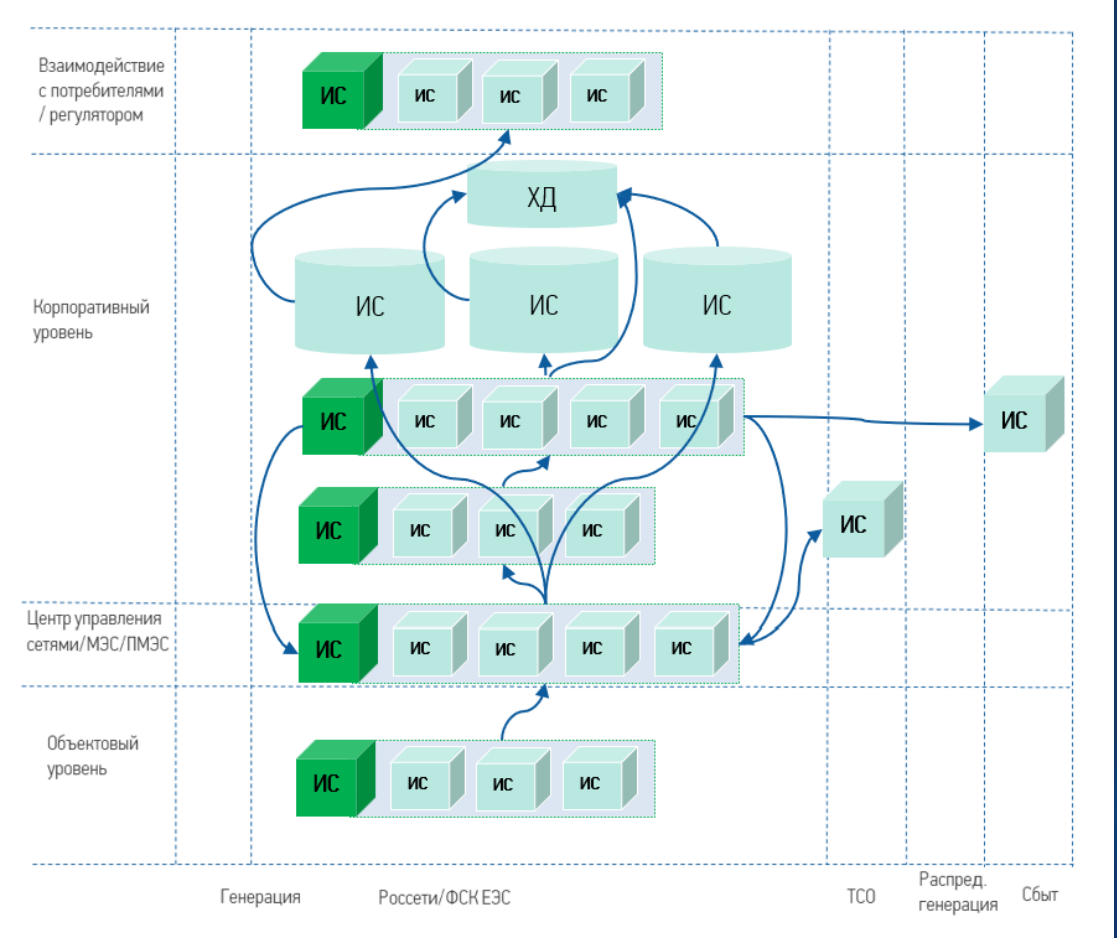 Взаимодействие
с потребителями
/ регулятором
ИС
ИС
ИС
ИС
ХД
ИС
ИС
ИС
Корпоративный
уровень
ИС
ИС
ИС
ИС
ИС
ИС
ИС
ИС
ИС
ИС
ИС
Центр управления
сетями/МЭС/ПМЭС
ИС
ИС
ИС
ИС
ИС
Объектовый
уровень
ИС
ИС
ИС
ИС
Генерация
Россети/ФСК ЕЭС
ТСО
Распред.
генерация
Сбыт